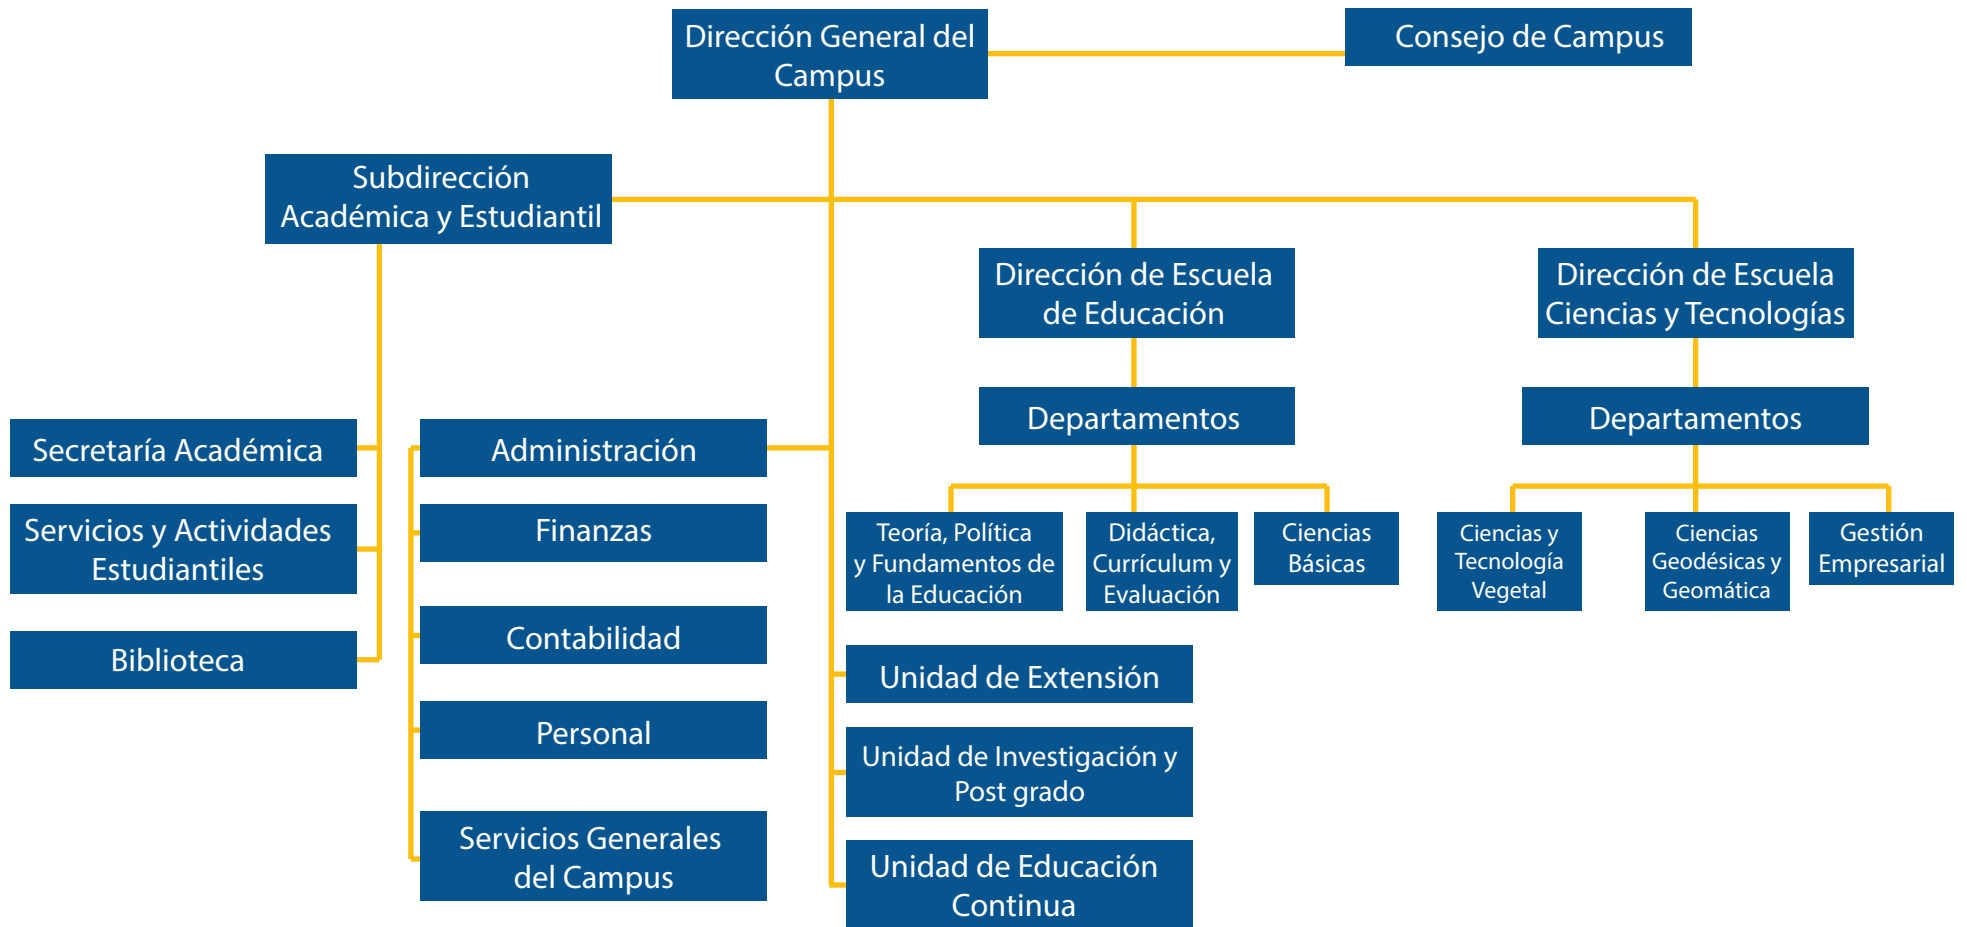 Dirección General del
Campus
Consejo de Campus
Subdirección
Académica y Estudiantil
Dirección de Escuela
de Educación
Dirección de Escuela
Ciencias y Tecnologías
Departamentos
Departamentos
Secretaría Académica
Servicios y Actividades
Estudiantiles
Biblioteca
Administración
Finanzas
Contabilidad
Personal
Servicios Generales
del Campus
Teoría, Política
y Fundamentos de
la Educación
Didáctica,
Currículum y
Evaluación
Ciencias
Básicas
Ciencias y
Tecnología
Vegetal
Ciencias
Geodésicas y
Geomática
Gestión
Empresarial
Unidad de Extensión
Unidad de Investigación y
Post grado
Unidad de Educación
Continua